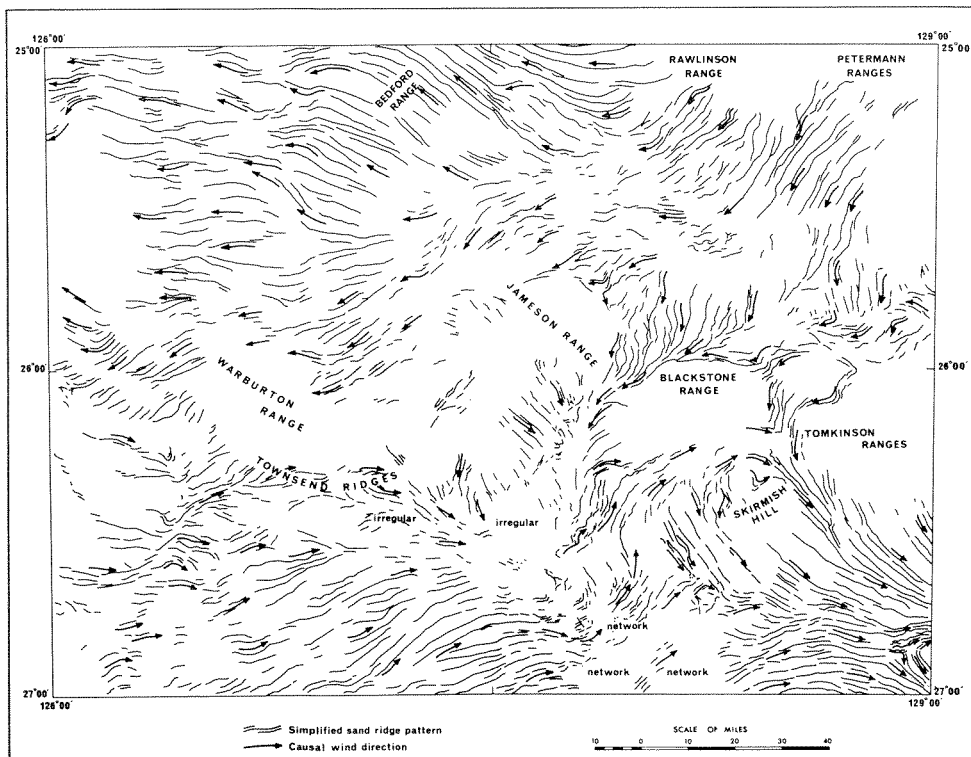 126°00'
129°00'
25°00'
25°00'
RAWLINSON
RANGE
PETERMANN
RANGES
BEDFORD
RANGE
JAMESON RANGE
26°00'
26°00'
WARBURTON
RANGE
BLACKSTONE
RANGE
TOMKINSON
RANGES
TOWNSEND RIDGES
SKIRMISH
HILL
irregular
irregular
network
network
network
27°00'
27°00'
126°00'
129°00'
Simplified sand ridge pattern
Causal wind direction
SCALE OF MILES
10 0 10 20 30 40